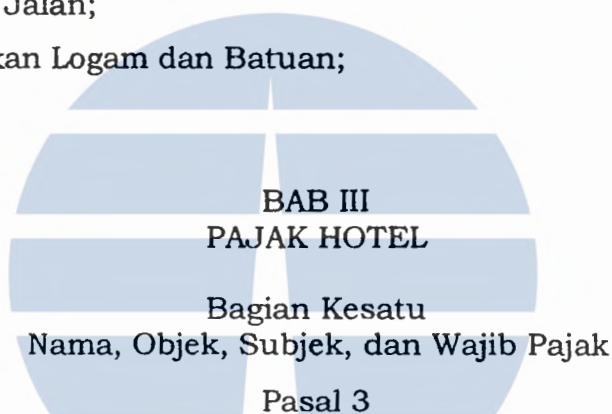 Jalan;
kan Logam dan Batuan;
BAB III
PAJAK HOTEL
Bagian Kesatu
Nama, Objek, Subjek, dan Wajib Pajak
Pasal 3